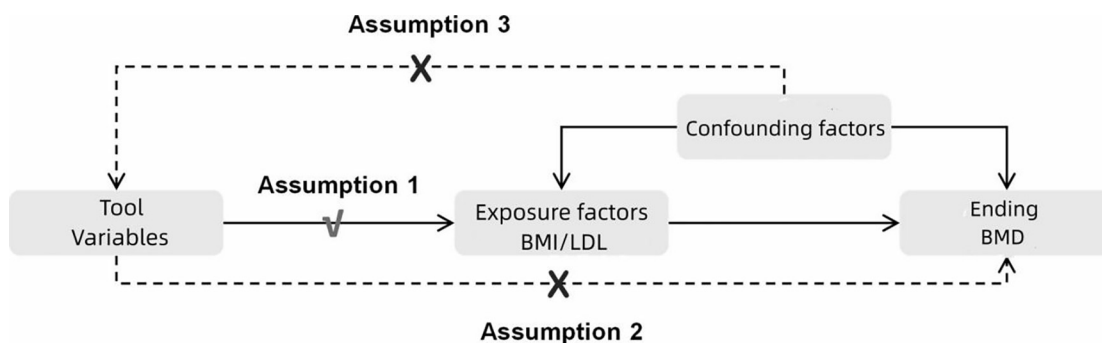 Assumption 3
Confounding factors
Assumption 1
Tool
Variables
Exposure factors
BMI/LDL
Ending
BMD
Assumption 2